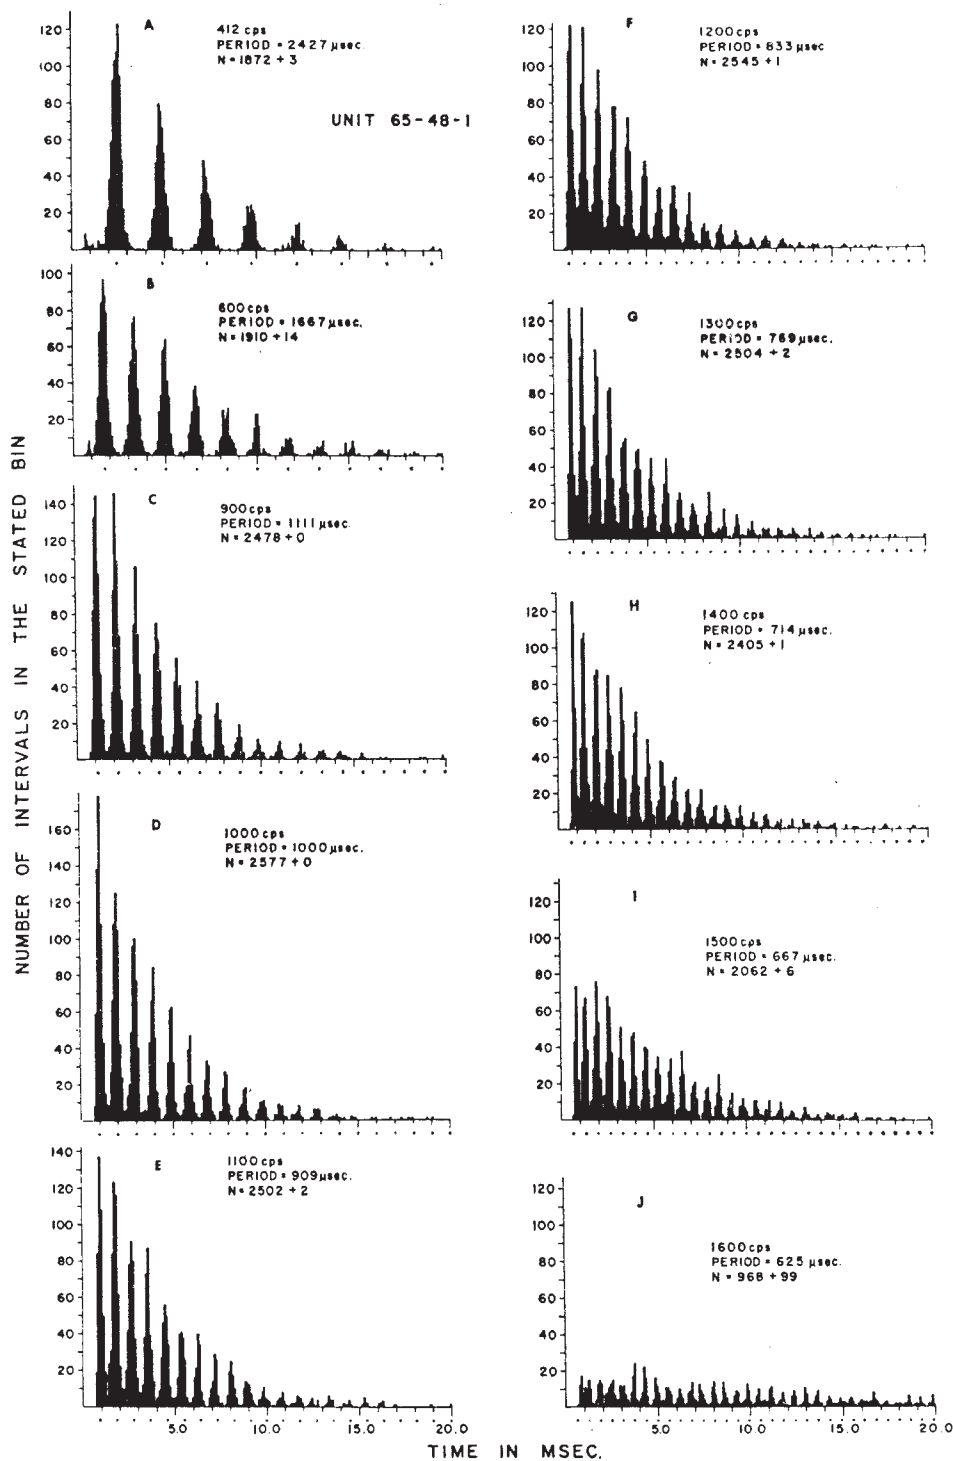 A
412 cps
PERIOD = 2427 μsec.
N = 1872 + 3
UNIT 65-48-1
120
100
80
60
40
20
B
600 cps
PERIOD = 1667 μsec.
N = 1910 + 14
100
80
60
40
20
C
900 cps
PERIOD = 1111 μsec.
N = 2478 + 0
140
120
100
80
60
40
20
D
1000 cps
PERIOD = 1000 μsec.
N = 2577 + 0
160
140
120
100
80
60
40
20
E
1100 cps
PERIOD = 909 μsec.
N = 2502 + 2
140
120
100
80
60
40
20
5.0
10.0
20.0
F
1200 cps
PERIOD = 833 μsec
N = 2545 + 1
120
100
80
60
40
20
G
1300 cps
PERIOD = 769 μsec.
N = 2504 + 2
120
100
80
60
40
20
H
1400 cps
PERIOD = 714 μsec.
N = 2405 + 1
120
100
80
60
40
20
I
1500 cps
PERIOD = 667 μsec.
N = 2062 + 6
120
100
80
60
40
20
J
1600 cps
PERIOD = 625 μsec.
N = 968 + 99
120
100
80
60
40
20
5.0
10.0
20.0
NUMBER OF INTERVALS IN THE STATED BIN
TIME IN MSEC.